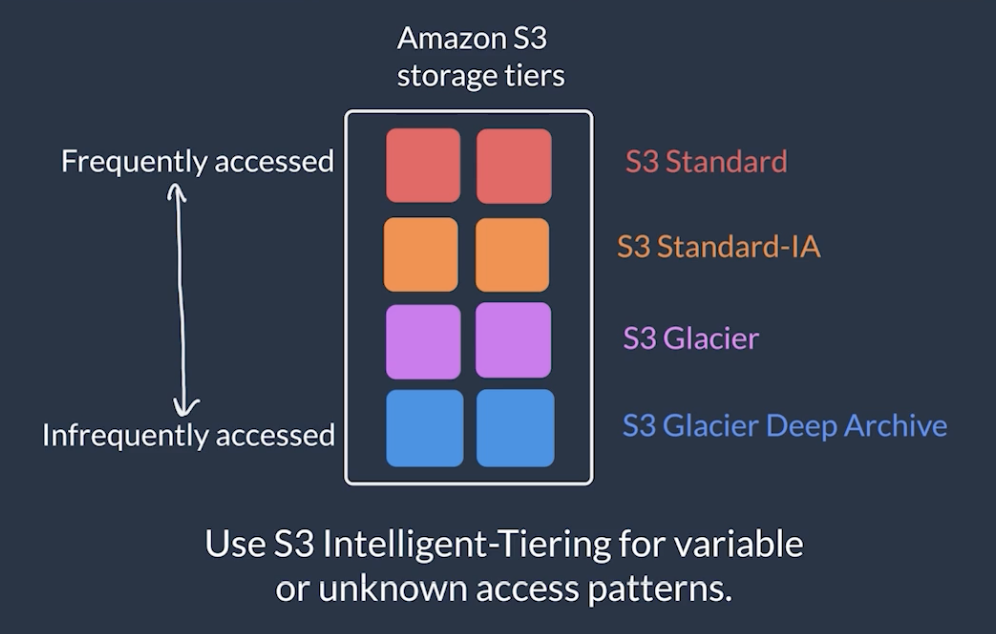 Amazon S3
storage tiers
Frequently accessed
S3 Standard
S3 Standard-IA
S3 Glacier
Infrequently accessed
S3 Glacier Deep Archive
Use S3 Intelligent-Tiering for variable
or unknown access patterns.